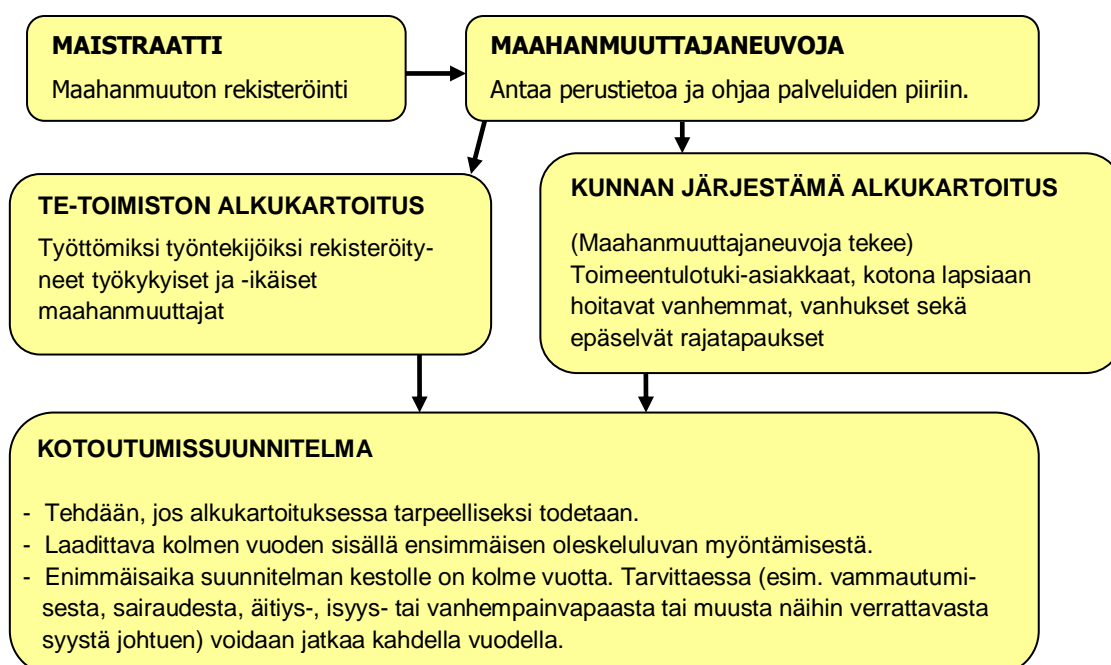 MAISTRAATTI
Maahanmuuton rekisteröinti
MAAHANMUUTTAJANEUVOJA
Antaa perustietoa ja ohjaa palveluiden piiriin.
TE-TOIMISTON ALKUKARTOITUS
Työttömiksi työntekijöiksi rekisteröity-
neet työkykyiset ja -ikäiset
maahanmuuttajat
KUNNAN JÄRJESTÄMÄ ALKUKARTOITUS
(Maahanmuuttajaneuvoja tekee)
Toimeentulotuki-asiakkaat, kotona lapsiaan
hoitavat vanhemmat, vanhukset sekä
epäselvät rajatapaukset
KOTOUTUMISSUUNNITELMA
- Tehdään, jos alkukartoituksessa tarpeelliseksi todetaan.
- Laadittava kolmen vuoden sisällä ensimmäisen oleskeluluvan myöntämisestä.
- Enimmäisaika suunnitelman kestolle on kolme vuotta. Tarvittaessa (esim. vammautumi-
sesta, sairaudesta, äitiys-, isyys- tai vanhempainvapaasta tai muusta näihin verrattavasta
syystä johtuen) voidaan jatkaa kahdella vuodella.